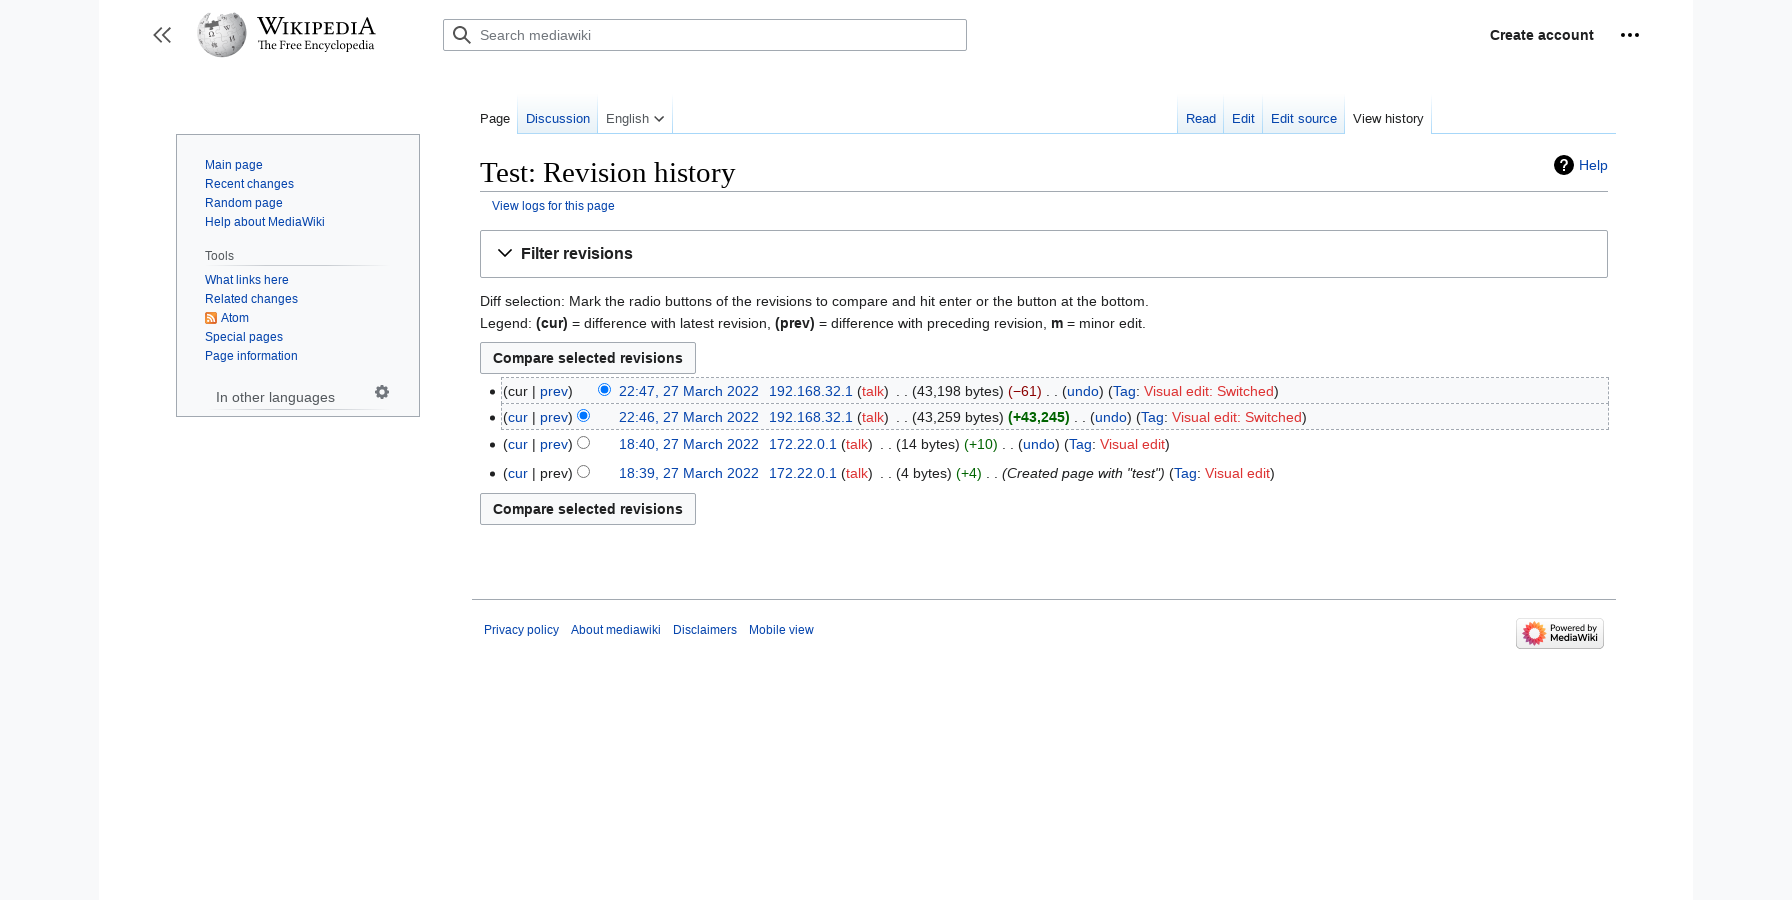 WIKIPEDIA
The Free Encyclopedia
Search mediawiki
Create account
Page Discussion English Read Edit Edit source View history
Main page
Recent changes
Random page
Help about MediaWiki
Tools
What links here
Related changes
Atom
Special pages
Page information
In other languages
Test: Revision history
Help
View logs for this page
Filter revisions
Diff selection: Mark the radio buttons of the revisions to compare and hit enter or the button at the bottom.
Legend: (cur) = difference with latest revision, (prev) = difference with preceding revision, m = minor edit.
Compare selected revisions
(cur | prev) 22:47, 27 March 2022 192.168.32.1 (talk) . . (43,198 bytes) (−61) . . (undo) (Tag: Visual edit: Switched)
(cur | prev) 22:46, 27 March 2022 192.168.32.1 (talk) . . (43,259 bytes) (+43,245) . . (undo) (Tag: Visual edit: Switched)
(cur | prev) 18:40, 27 March 2022 172.22.0.1 (talk) . . (14 bytes) (+10) . . (undo) (Tag: Visual edit)
(cur | prev) 18:39, 27 March 2022 172.22.0.1 (talk) . . (4 bytes) (+4) . . (Created page with "test") (Tag: Visual edit)
Compare selected revisions
Privacy policy About mediawiki Disclaimers Mobile view
Powered by
MediaWiki